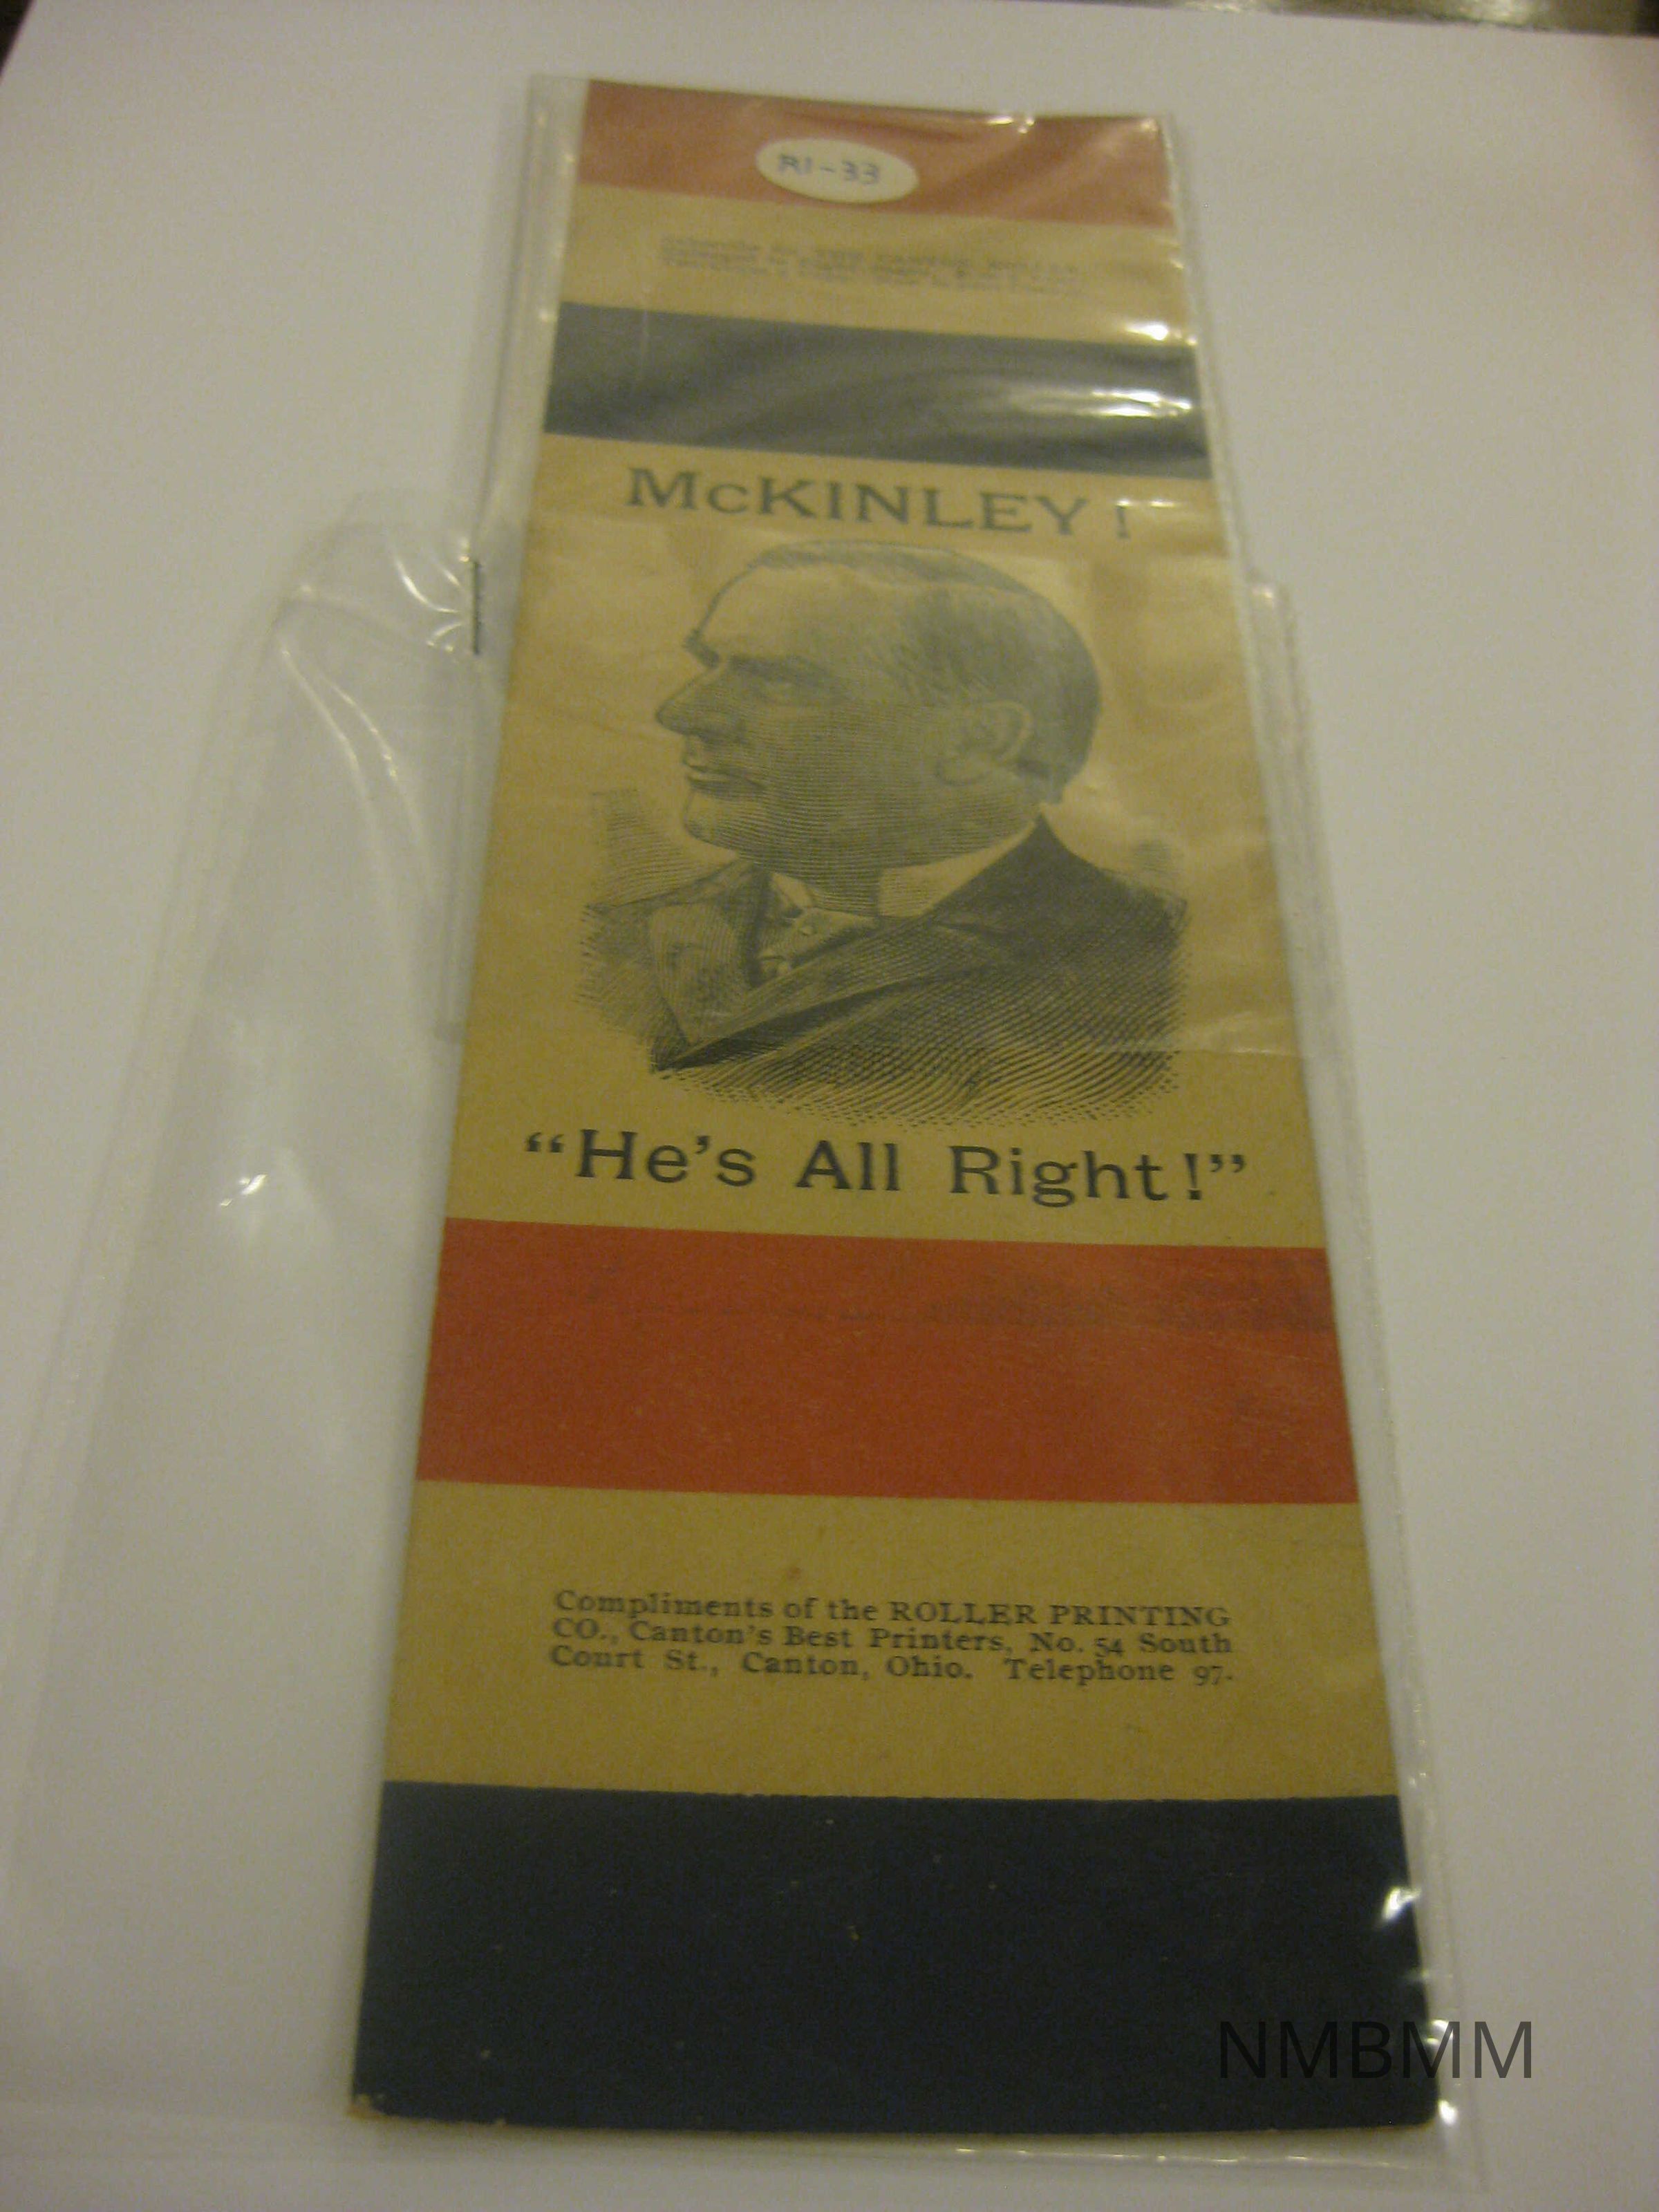 R1-33
McKINLEY!
“He’s All Right!”
Compliments of the ROLLER PRINTING
CO., Canton’s Best Printers, No. 54 South
Court St., Canton, Ohio. Telephone 97.
NMBMM